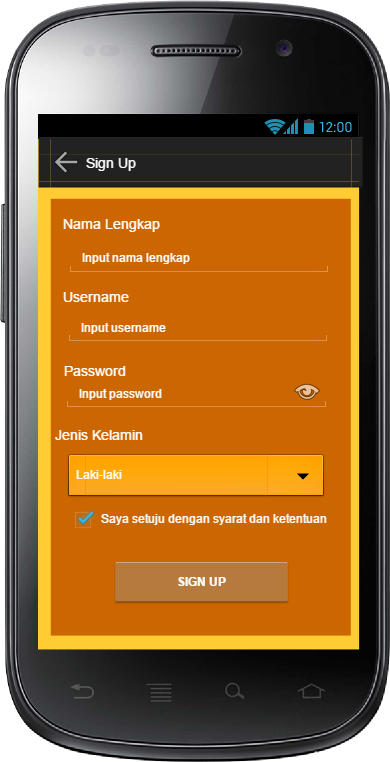 12:00
Sign Up
Nama Lengkap
Input nama lengkap
Username
Input username
Password
Input password
Jenis Kelamin
Laki-laki
Saya setuju dengan syarat dan ketentuan
SIGN UP